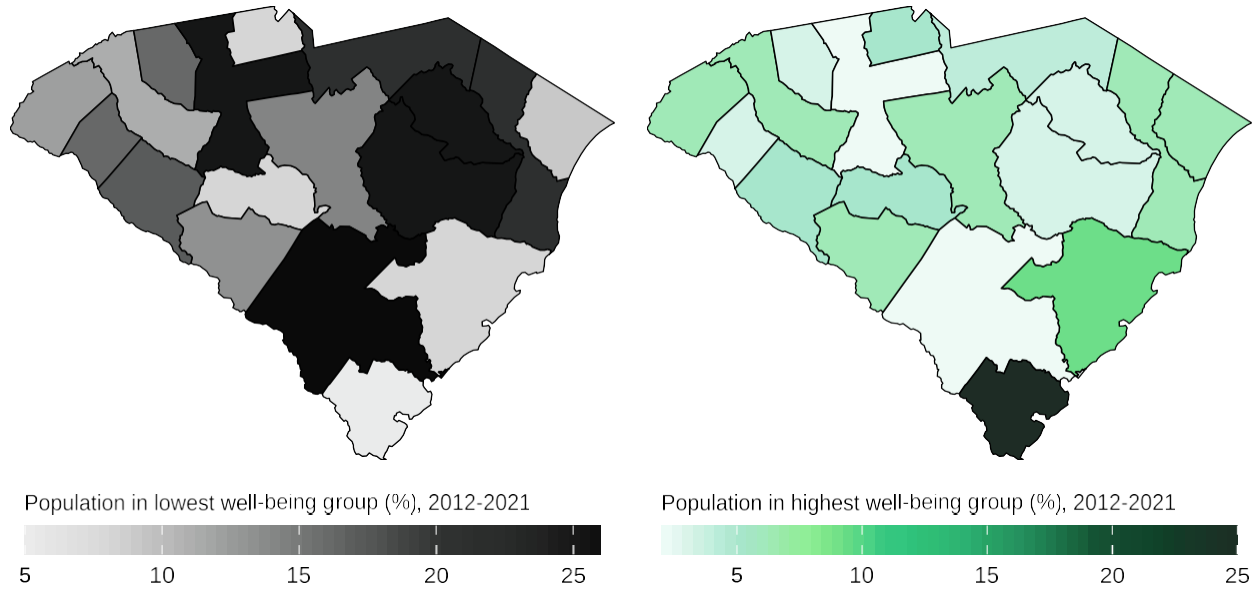 Population in lowest well-being group (%), 2012-2021
5 10 15 20 25
Population in highest well-being group (%), 2012-2021
5 10 15 20 25